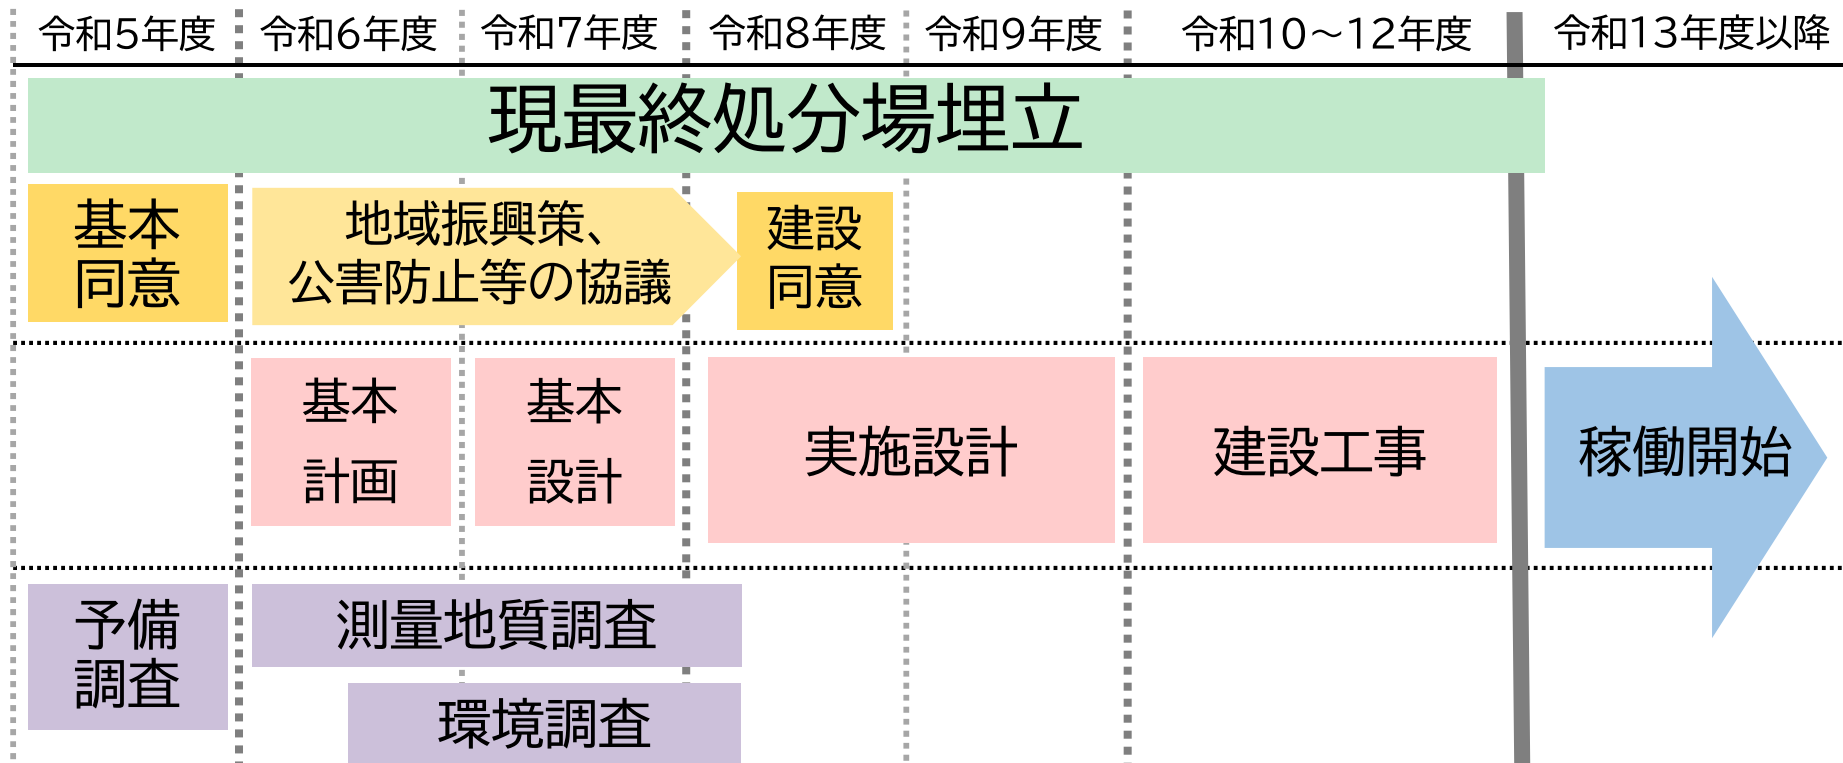 令和5年度
令和6年度
令和7年度
令和8年度
令和9年度
令和10～12年度
令和13年度以降
現最終処分場埋立
基本
同意
地域振興策、
公害防止等の協議
建設
同意
基本
計画
基本
設計
実施設計
建設工事
稼働開始
予備
調査
測量地質調査
環境調査